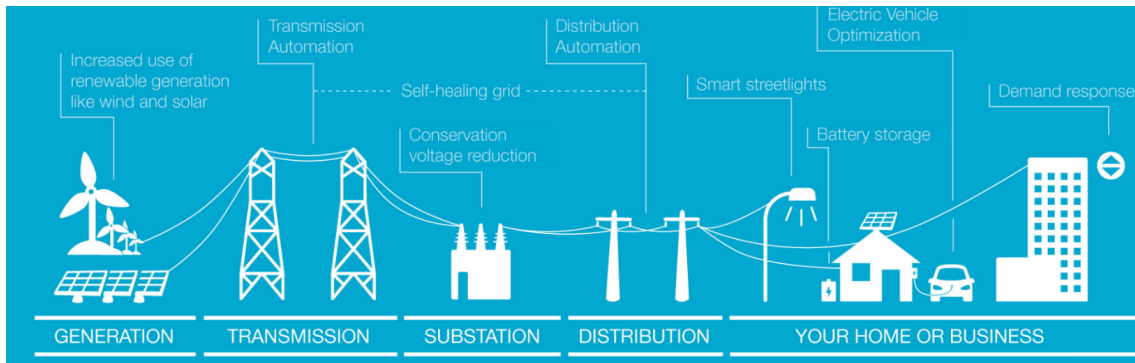 Transmission
Automation
Distribution
Automation
Electric Vehicle
Optimization
Increased use of
renewable generation
like wind and solar
Self-healing grid
Smart streetlights
Demand response
Conservation
voltage reduction
Battery storage
GENERATION
TRANSMISSION
SUBSTATION
DISTRIBUTION
YOUR HOME OR BUSINESS